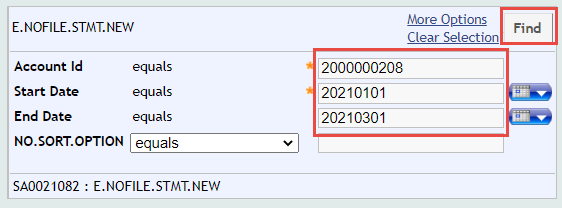 E.NOFILE.STMT.NEW
More Options
Clear Selection
Find
Account Id equals * 2000000208
Start Date equals * 20210101
End Date equals 20210301
NO.SORT.OPTION equals
SA0021082 : E.NOFILE.STMT.NEW